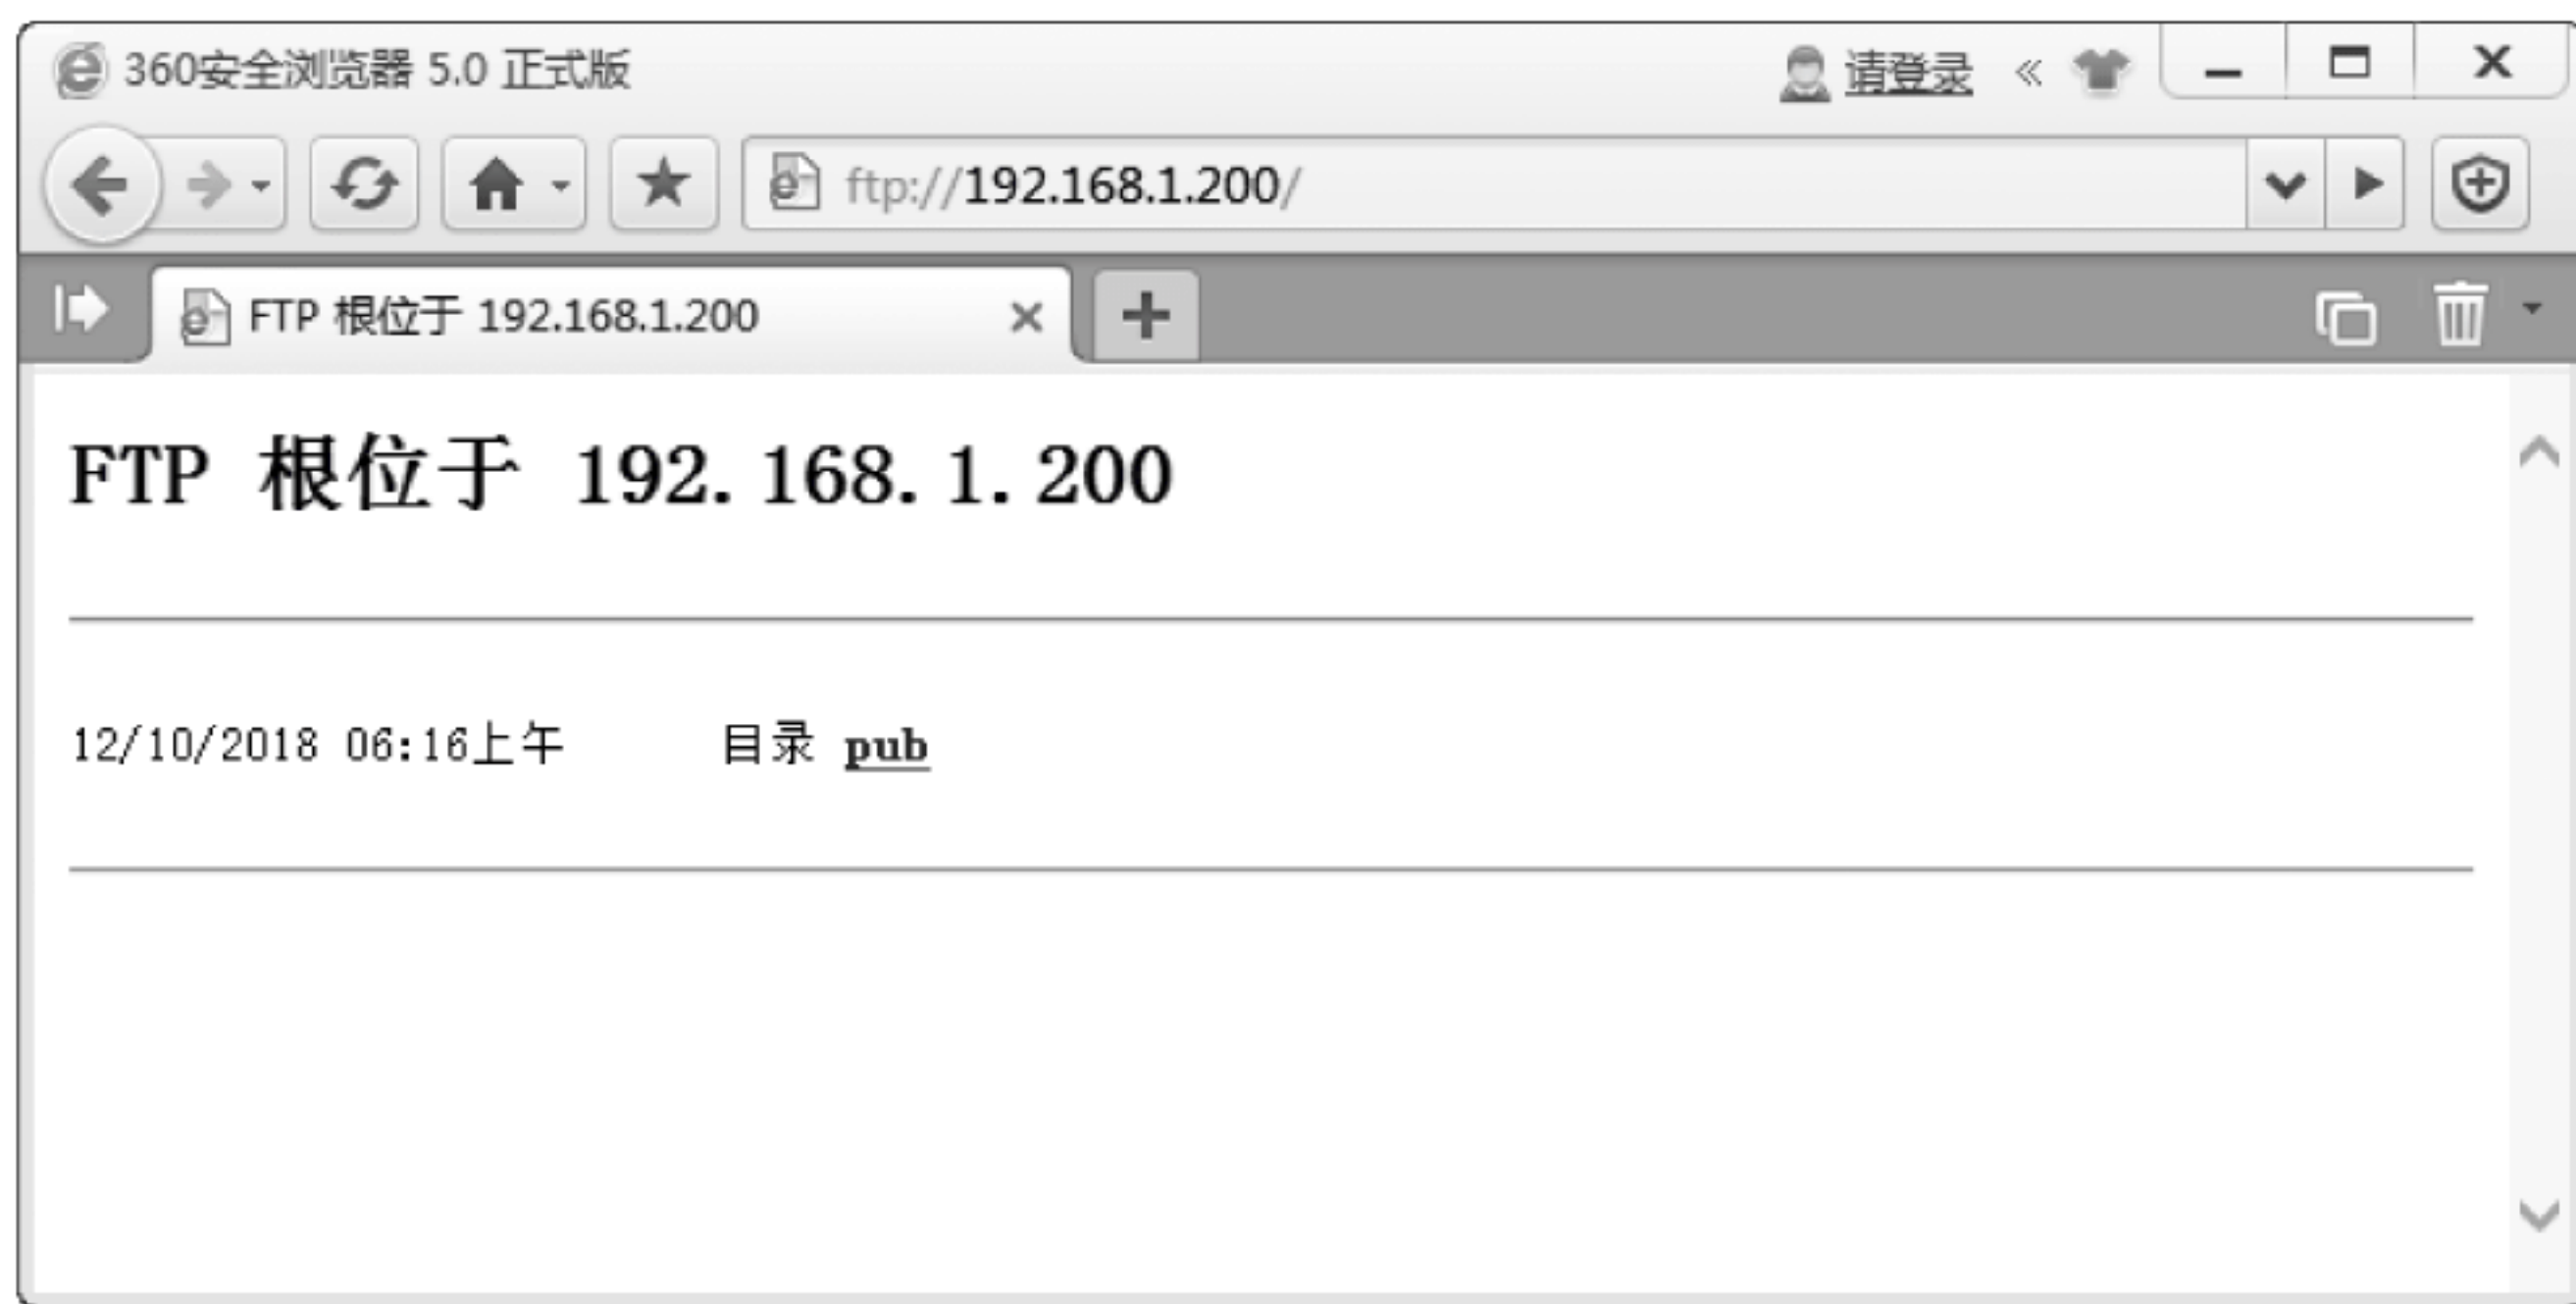 360安全浏览器 5.0 正式版 请登录 «
ftp://192.168.1.200/
FTP 根位于 192.168.1.200
FTP 根位于 192.168.1.200
12/10/2018 06:16上午 目录 pub